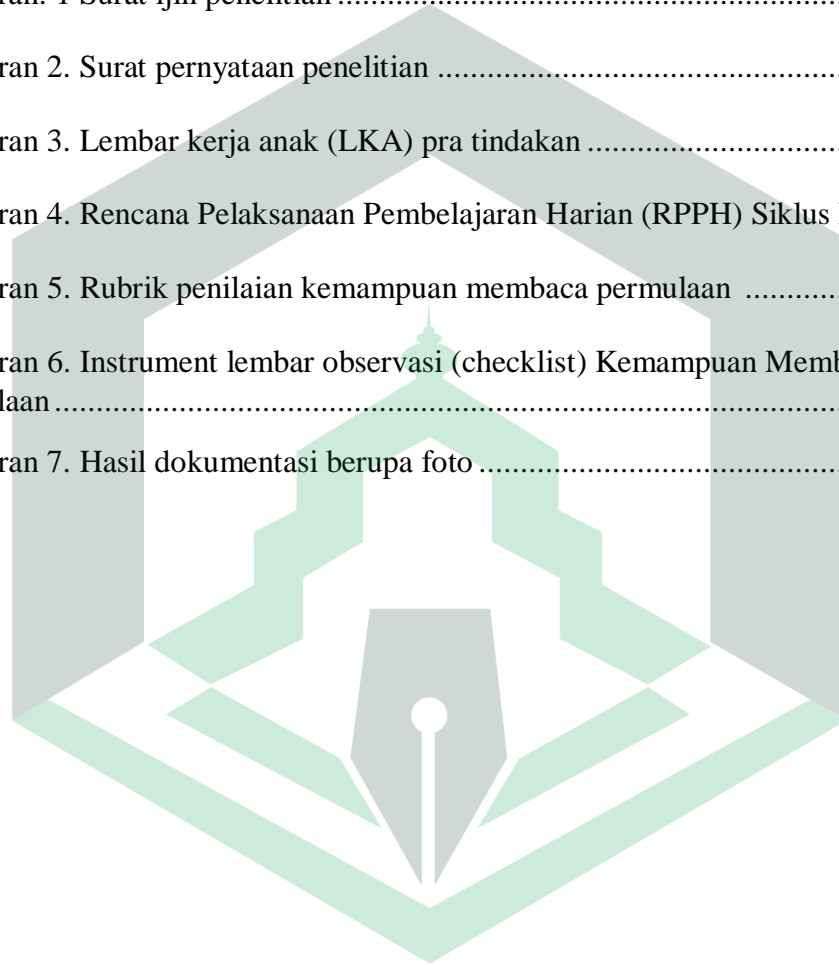 ran. 1 Surat ijin penelitian ........................................................................
ran 2. Surat pernyataan penelitian ..................................................
ran 3. Lembar kerja anak (LKA) pra tindakan ...............................
ran 4. Rencana Pelaksanaan Pembelajaran Harian (RPPH) Siklus
ran 5. Rubrik penilaian kemampuan membaca permulaan ............
ran 6. Instrument lembar observasi (checklist) Kemampuan Memb
laan ................................................................................................
ran 7. Hasil dokumentasi berupa foto ............................................